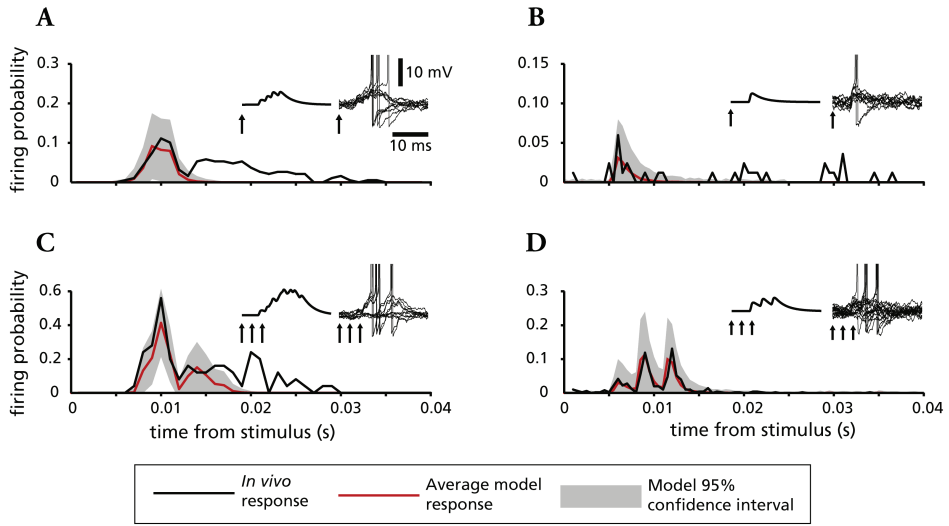 A
B
firing probability
0.3
0.2
0.1
0
10 mV
10 ms
0.15
0.10
0.05
0
C
D
firing probability
0.6
0.4
0.2
0
0.3
0.2
0.1
0
0 0.01 0.02 0.03 0.04
0 0.01 0.02 0.03 0.04
time from stimulus (s)
time from stimulus (s)
In vivo
response
Average model
response
Model 95%
confidence interval